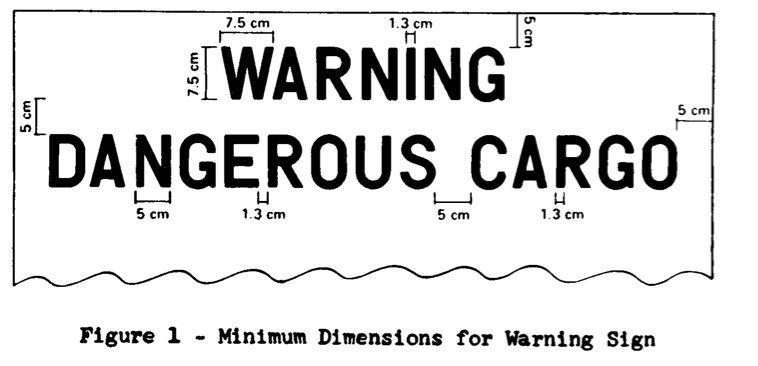 7.5 cm 1.3 cm 5 cm
7.5 cm WARNING
5 cm 5 cm
DANGEROUS CARGO
5 cm 1.3 cm 5 cm 1.3 cm
Figure 1 - Minimum Dimensions for Warning Sign